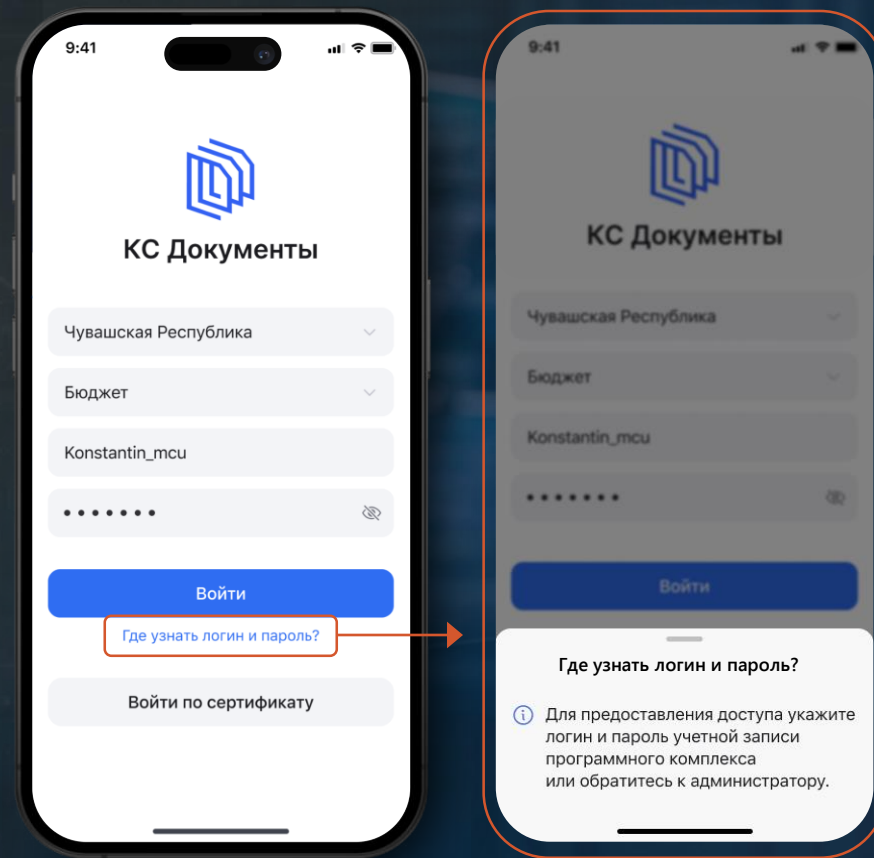 9:41
КС Документы
Чувашская Республика
Бюджет
Konstantin_mcu
•••••••
Войти
Где узнать логин и пароль?
Войти по сертификату
9:41
КС Документы
Чувашская Республика
Бюджет
Konstantin_mcu
•••••••
Войти
Где узнать логин и пароль?
Для предоставления доступа укажите
логин и пароль учетной записи
программного комплекса
или обратитесь к администратору.